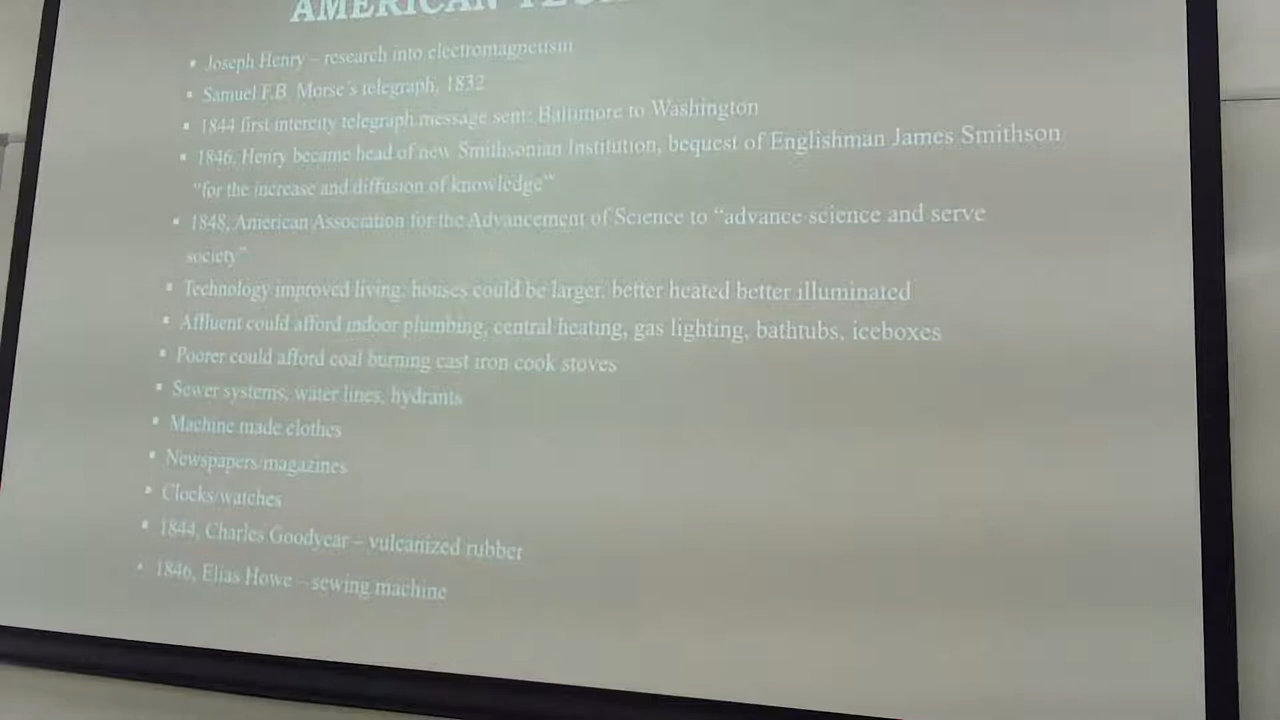 AMERICAN
▪ Joseph Henry – research into electromagnetism
▪ Samuel F.B. Morse's telegraph, 1832
▪ 1844 first intercity telegraph message sent: Baltimore to Washington
▪ 1846, Henry became head of new Smithsonian Institution, bequest of Englishman James Smithson
"for the increase and diffusion of knowledge"
▪ 1848, American Association for the Advancement of Science to "advance science and serve
society"
▪ Technology improved living: houses could be larger, better heated better illuminated
▪ Affluent could afford indoor plumbing, central heating, gas lighting, bathtubs, iceboxes
▪ Poorer could afford coal burning cast iron cook stoves
▪ Sewer systems, water lines, hydrants
▪ Machine made clothes
▪ Newspapers/magazines
▪ Clocks/watches
▪ 1844, Charles Goodyear – vulcanized rubber
▪ 1846, Elias Howe – sewing machine